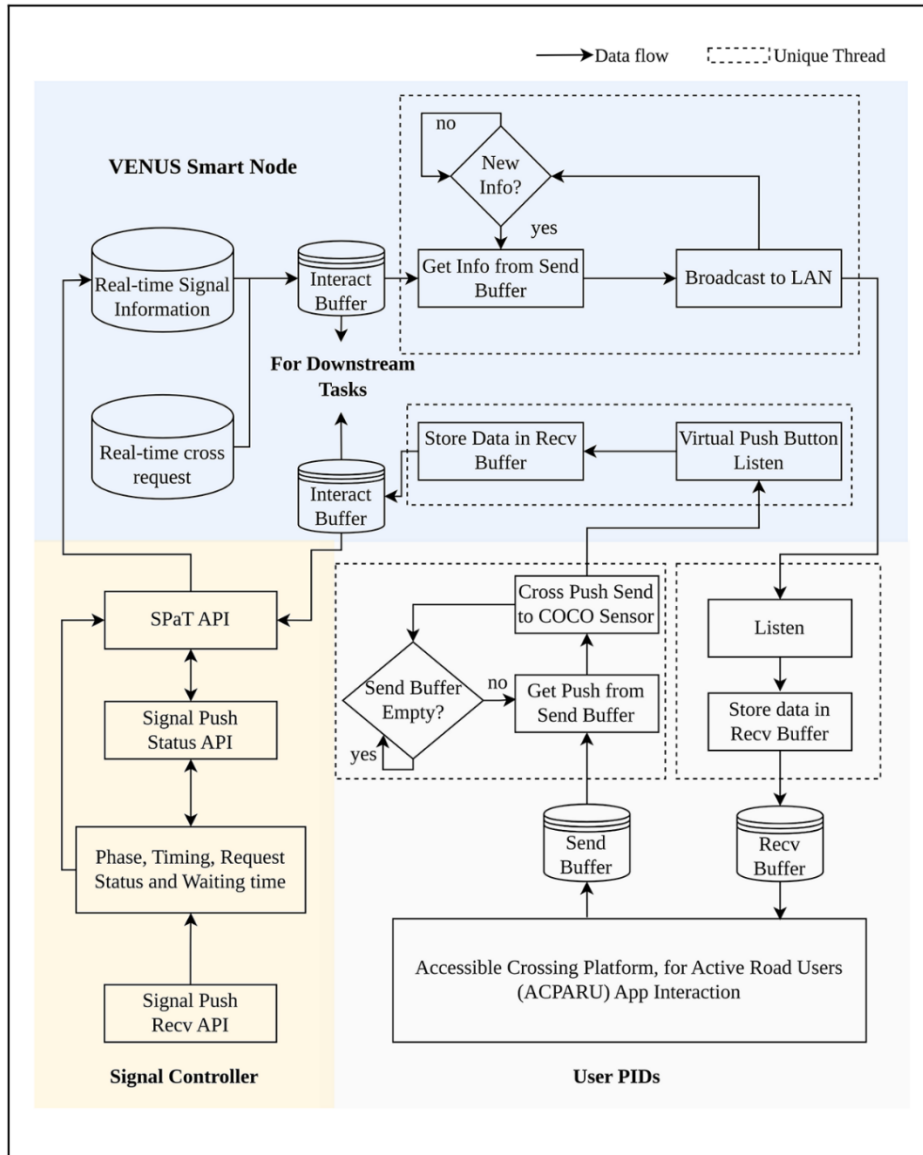 Data flow
Unique Thread
VENUS Smart Node
no
New
Info?
yes
Real-time Signal
Information
Interact
Buffer
Get Info from Send
Buffer
Broadcast to LAN
For Downstream
Tasks
Real-time cross
request
Interact
Buffer
Store Data in Recv
Buffer
Virtual Push Button
Listen
SPaT API
Signal Push
Status API
Phase, Timing, Request
Status and Waiting time
Signal Push
Recv API
Signal Controller
Cross Push Send
to COCO Sensor
Send Buffer
Empty?
no
yes
Get Push from
Send Buffer
Listen
Store data in
Recv Buffer
Send
Buffer
Recv
Buffer
Accessible Crossing Platform, for Active Road Users
(ACPARU) App Interaction
User PIDs